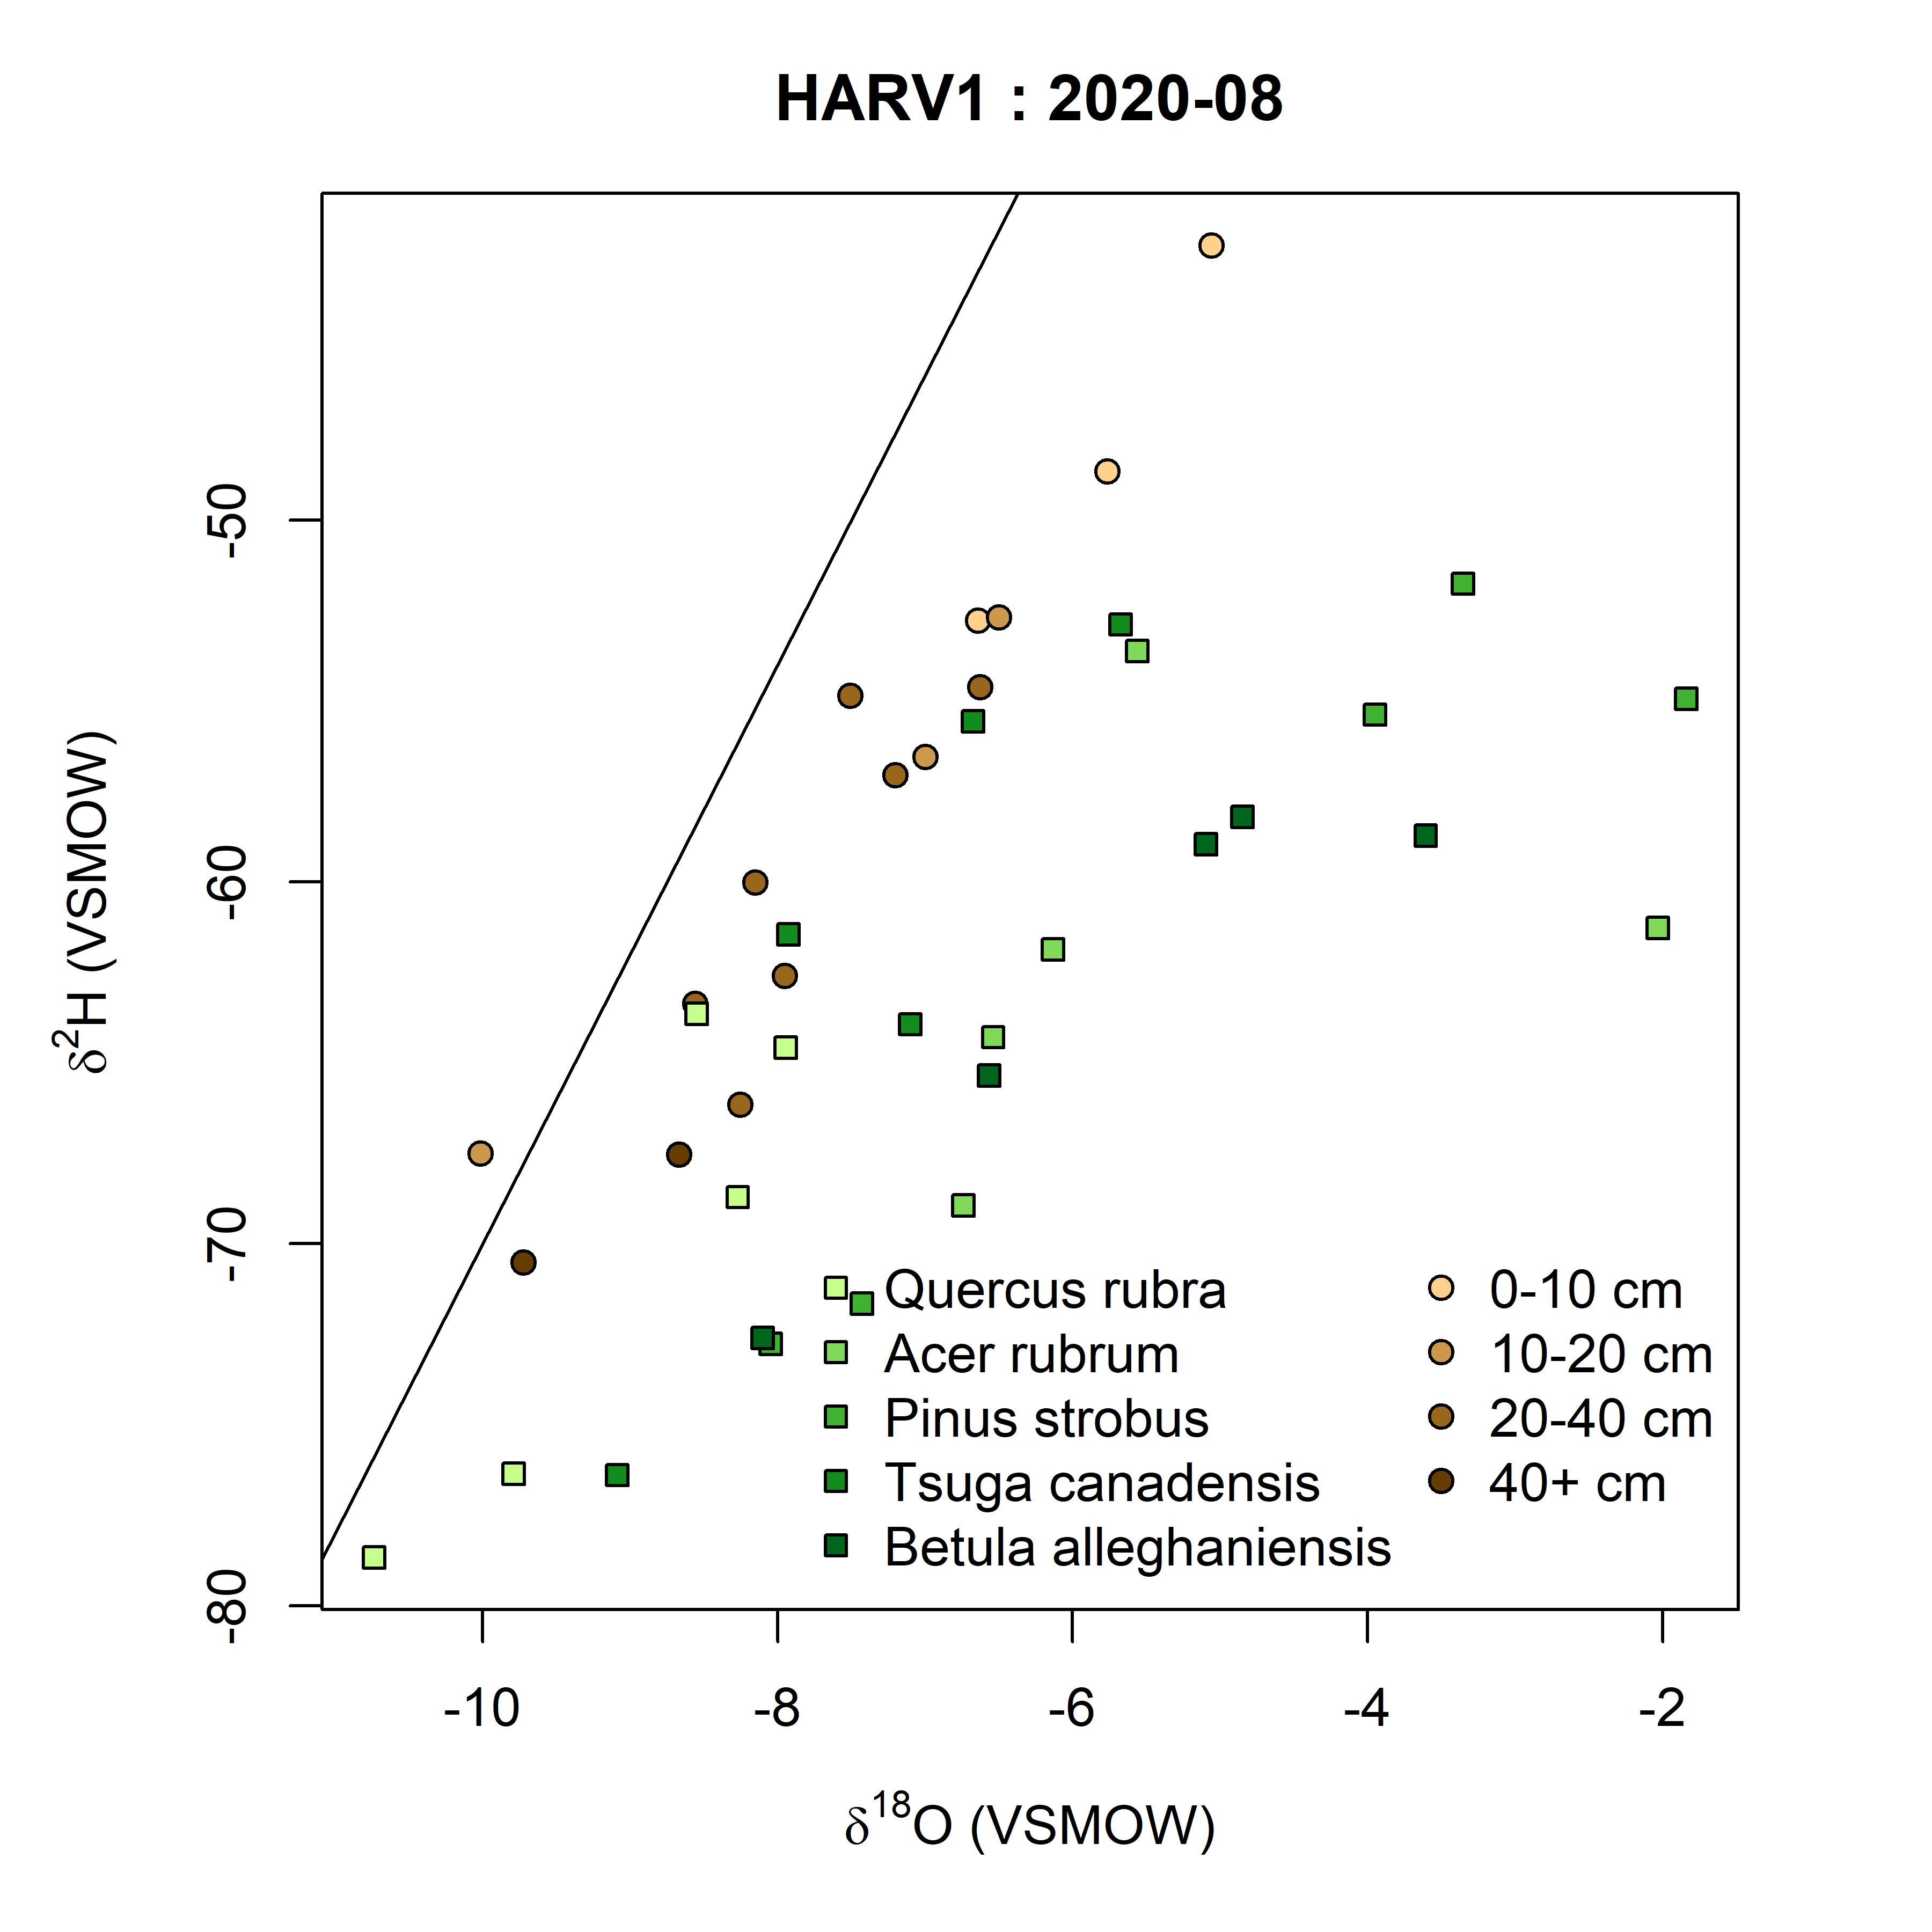 HARV1 : 2020-08
δ²H (VSMOW)
-50
-60
-70
-80
Quercus rubra
Acer rubrum
Pinus strobus
Tsuga canadensis
Betula alleghaniensis
0-10 cm
10-20 cm
20-40 cm
40+ cm
-10 -8 -6 -4 -2
δ¹⁸O (VSMOW)